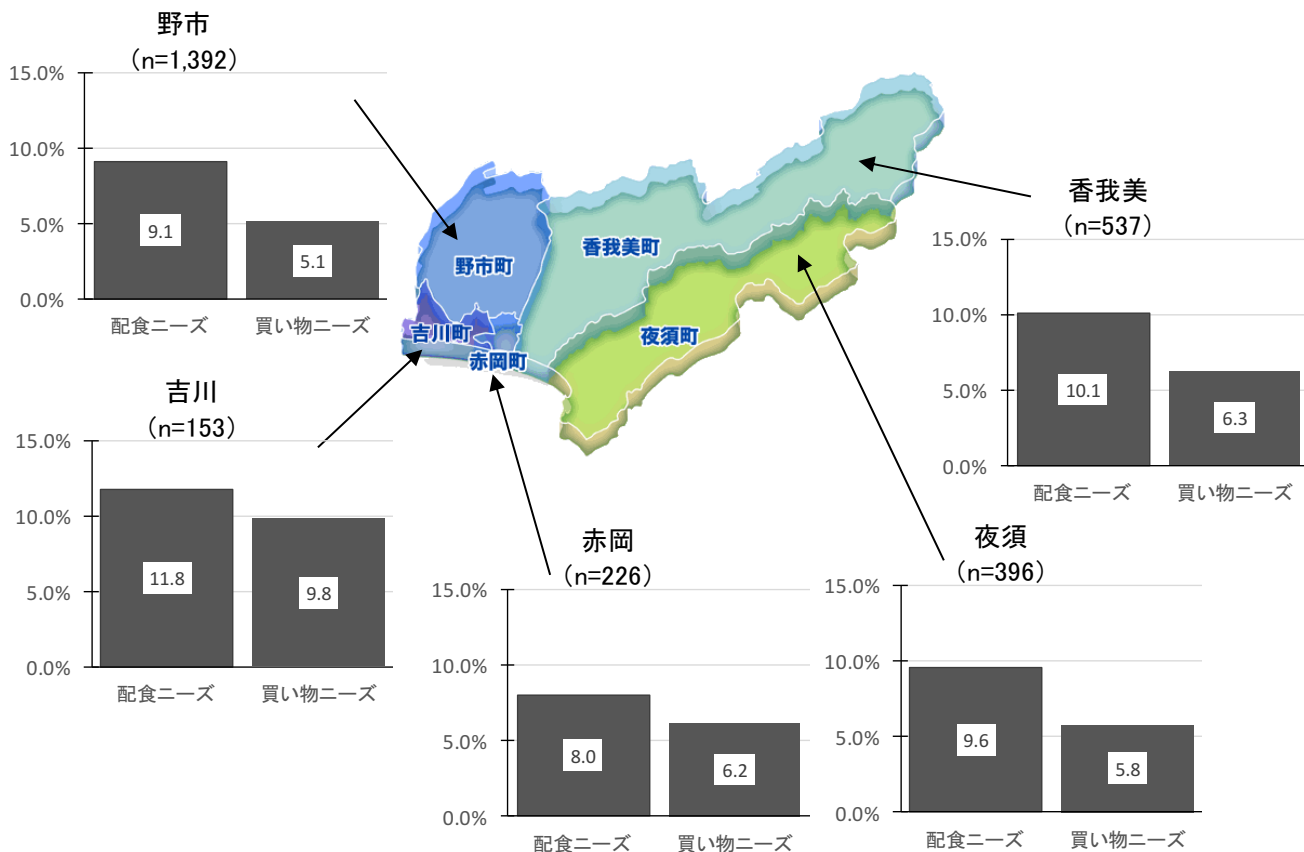 野市
(n=1,392)
15.0%
10.0%
5.0%
0.0%
9.1
5.1
配食ニーズ
買い物ニーズ
野市町
香我美町
吉川町
赤岡町
夜須町
香我美
(n=537)
15.0%
10.0%
5.0%
0.0%
10.1
6.3
配食ニーズ
買い物ニーズ
吉川
(n=153)
15.0%
10.0%
5.0%
0.0%
11.8
9.8
配食ニーズ
買い物ニーズ
赤岡
(n=226)
15.0%
10.0%
5.0%
0.0%
8.0
6.2
配食ニーズ
買い物ニーズ
夜須
(n=396)
15.0%
10.0%
5.0%
0.0%
9.6
5.8
配食ニーズ
買い物ニーズ